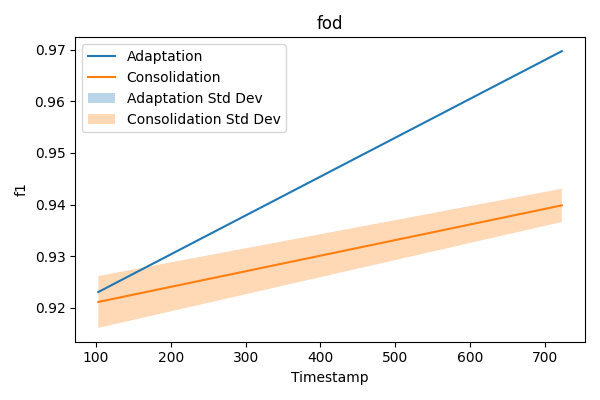 fod
Adaptation
Consolidation
Adaptation Std Dev
Consolidation Std Dev
0.97
0.96
0.95
0.94
0.93
0.92
f1
100 200 300 400 500 600 700
Timestamp